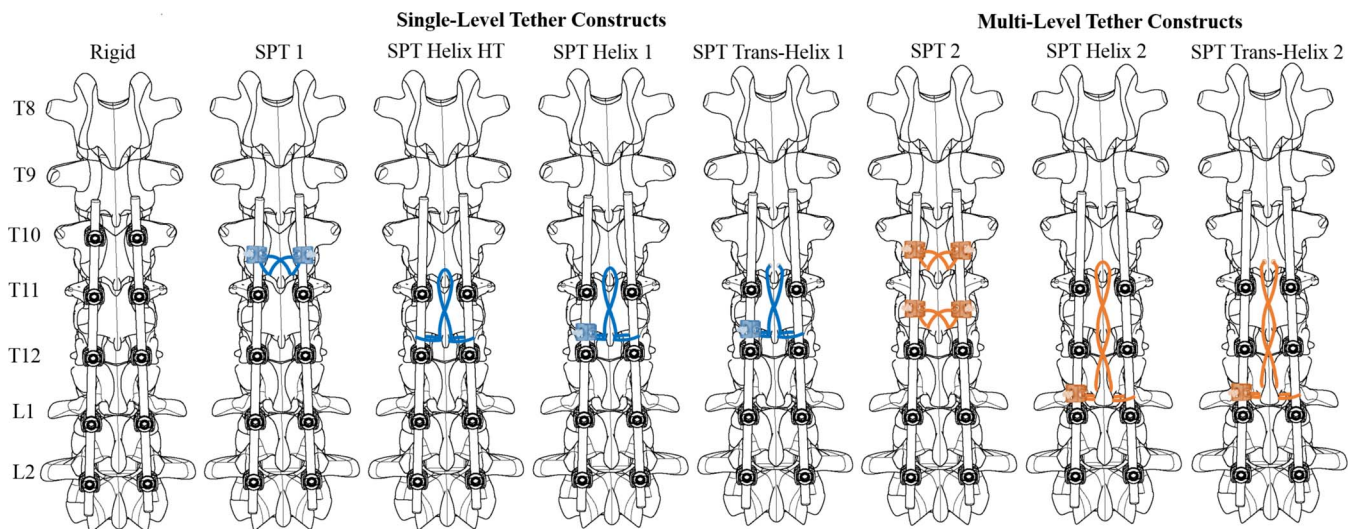 Single-Level Tether Constructs
Multi-Level Tether Constructs
Rigid
SPT 1
SPT Helix HT
SPT Helix 1
SPT Trans-Helix 1
SPT 2
SPT Helix 2
SPT Trans-Helix 2
T8
T9
T10
T11
T12
L1
L2